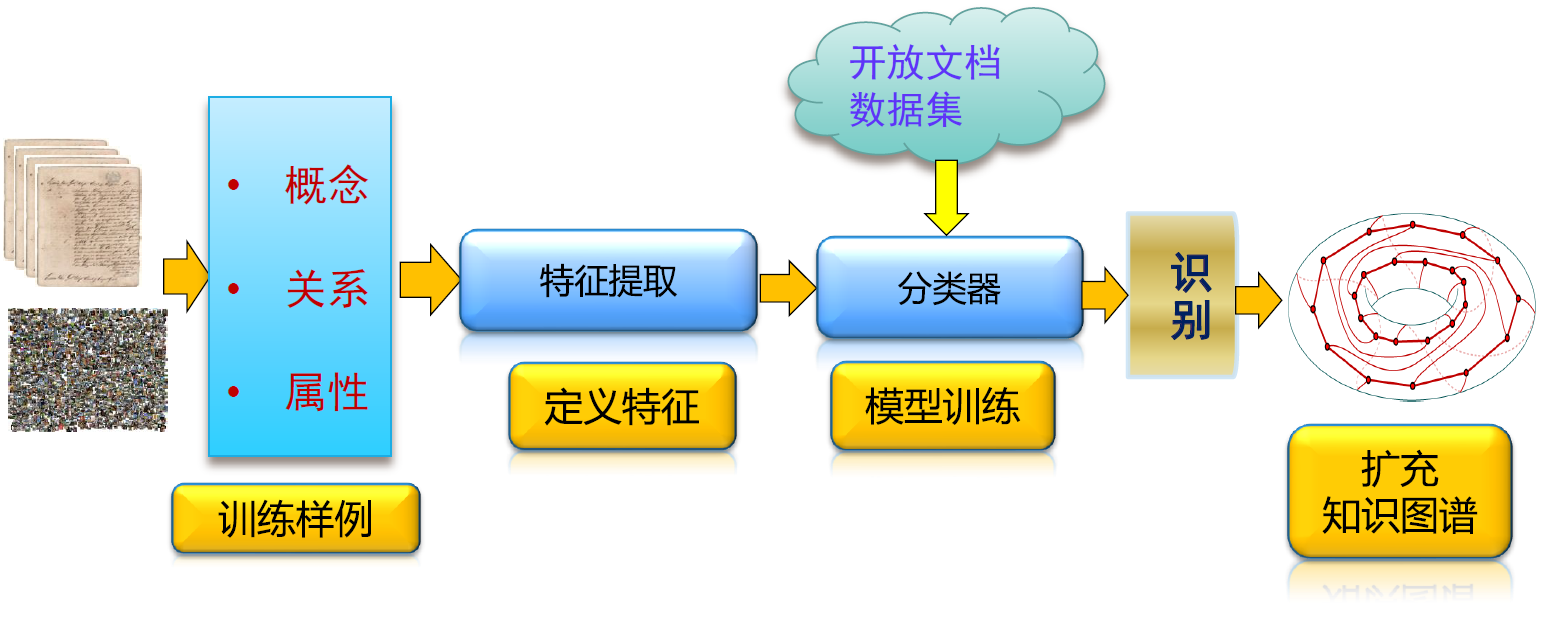 开放文档
数据集
• 概念
• 关系
• 属性
特征提取
分类器
识
别
定义特征
模型训练
训练样例
扩充
知识图谱